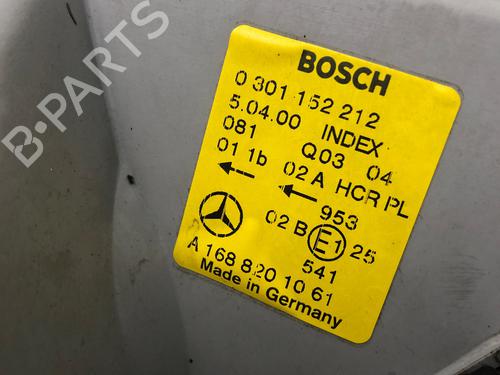 B-PARTS
BOSCH
0 301 152 212
5.04.00 INDEX
081 Q03 04
01 1b 02 A HCR PL
953
02 B E1 25
541
A 168 820 10 61
Made in Germany